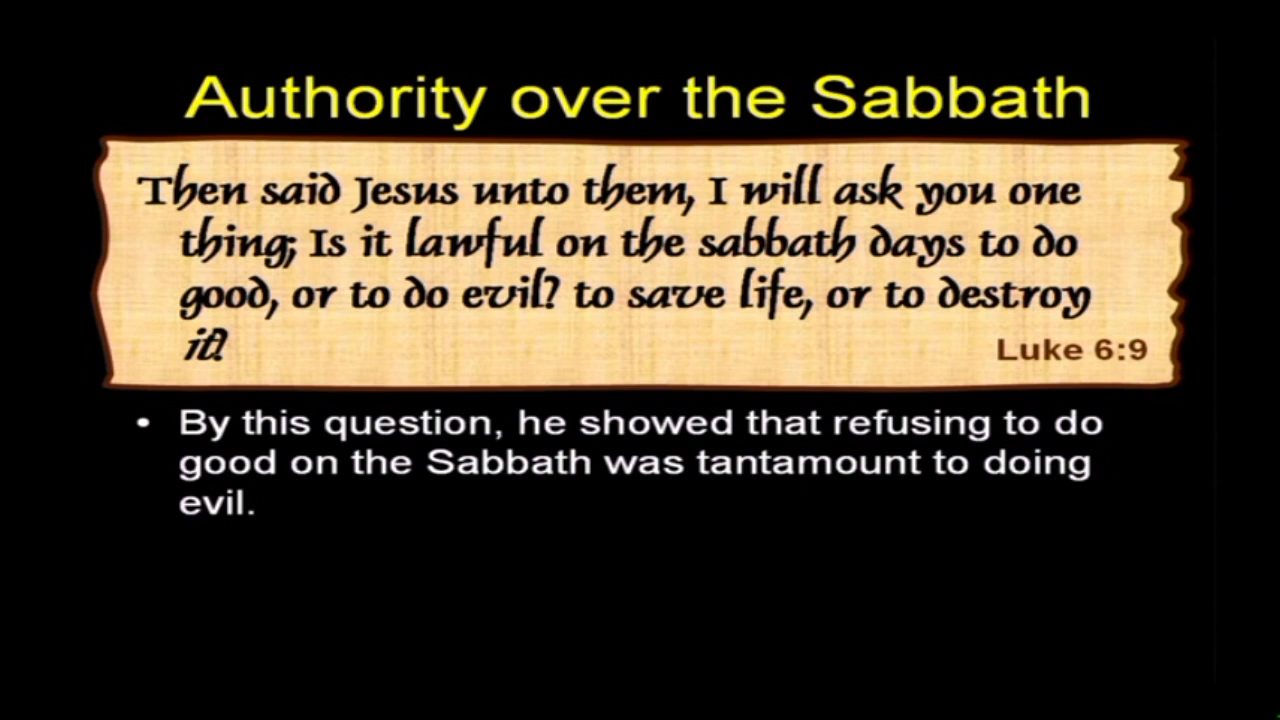 Authority over the Sabbath
Then said Jesus unto them, I will ask you one
thing; Is it lawful on the sabbath days to do
good, or to do evil? to save life, or to destroy
it?
Luke 6:9
• By this question, he showed that refusing to do
good on the Sabbath was tantamount to doing
evil.